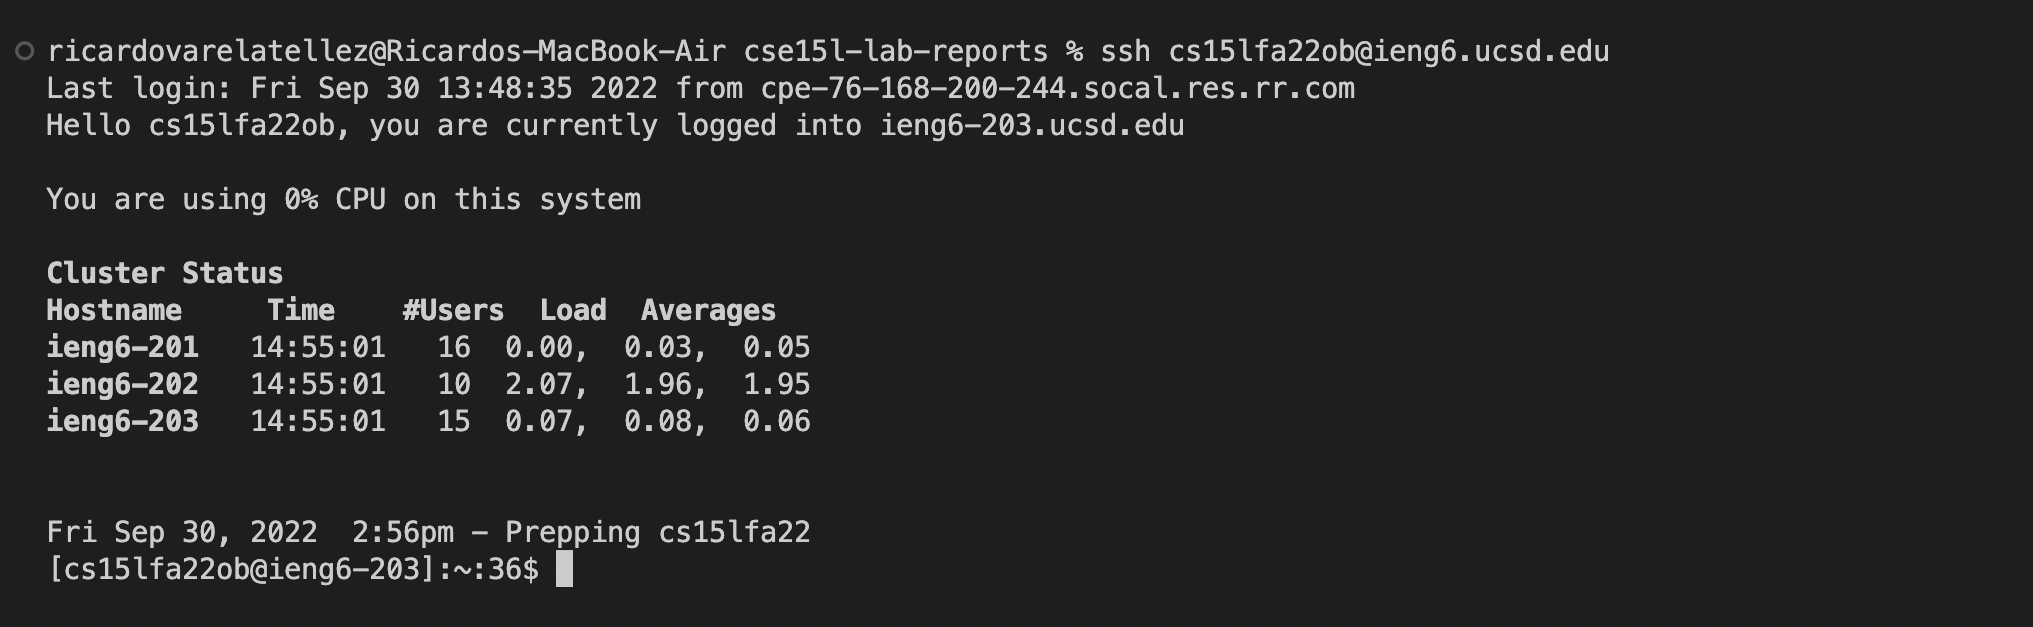 ricardovarelatellez@Ricardos-MacBook-Air cse15l-lab-reports % ssh cs15lfa22ob@ieng6.ucsd.edu
Last login: Fri Sep 30 13:48:35 2022 from cpe-76-168-200-244.socal.res.rr.com
Hello cs15lfa22ob, you are currently logged into ieng6-203.ucsd.edu
You are using 0% CPU on this system
Cluster Status
Hostname     Time    #Users  Load  Averages
ieng6-201   14:55:01   16  0.00,  0.03,  0.05
ieng6-202   14:55:01   10  2.07,  1.96,  1.95
ieng6-203   14:55:01   15  0.07,  0.08,  0.06
Fri Sep 30, 2022  2:56pm - Prepping cs15lfa22
[cs15lfa22ob@ieng6-203]:~:36$